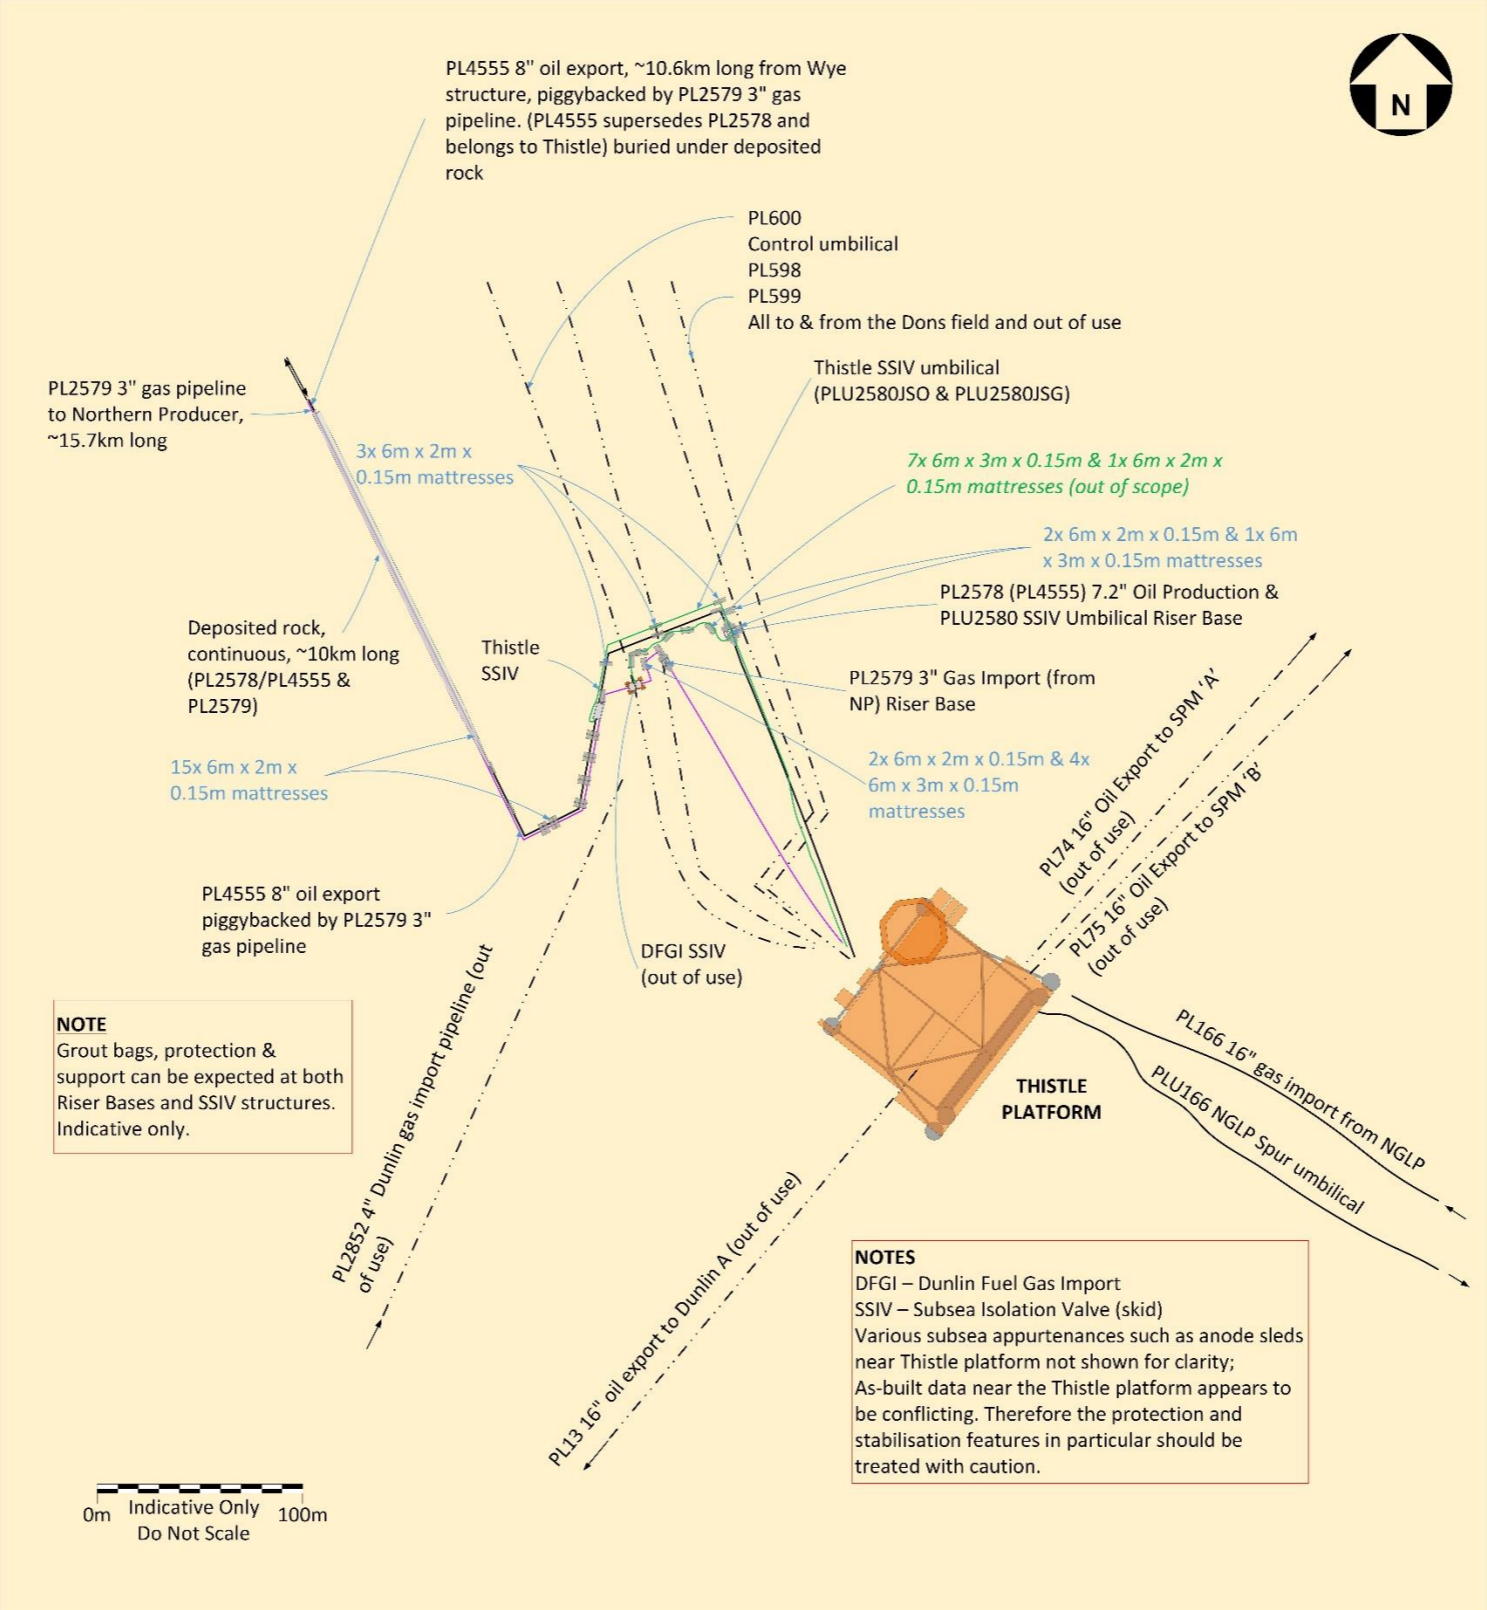 PL4555 8" oil export, ~10.6km long from Wye
structure, piggybacked by PL2579 3" gas
pipeline. (PL4555 supersedes PL2578 and
belongs to Thistle) buried under deposited
rock
N
PL600
Control umbilical
PL598
PL599
All to & from the Dons field and out of use
Thistle SSIV umbilical
(PLU2580JSO & PLU2580JSG)
PL2579 3" gas pipeline
to Northern Producer,
~15.7km long
3x 6m x 2m x
0.15m mattresses
7x 6m x 3m x 0.15m & 1x 6m x 2m x
0.15m mattresses (out of scope)
2x 6m x 2m x 0.15m & 1x 6m
x 3m x 0.15m mattresses
PL2578 (PL4555) 7.2" Oil Production &
PLU2580 SSIV Umbilical Riser Base
Deposited rock,
continuous, ~10km long
(PL2578/PL4555 &
PL2579)
Thistle
SSIV
PL2579 3" Gas Import (from
NP) Riser Base
15x 6m x 2m x
0.15m mattresses
2x 6m x 2m x 0.15m & 4x
6m x 3m x 0.15m
mattresses
PL74 16" Oil Export to SPM ‘A’
(out of use)
PL75 16" Oil Export to SPM ‘B’
(out of use)
PL4555 8" oil export
piggybacked by PL2579 3"
gas pipeline
DFGI SSIV
(out of use)
NOTE
Grout bags, protection &
support can be expected at both
Riser Bases and SSIV structures.
Indicative only.
PL2852 4" Dunlin gas import pipeline (out
of use)
THISTLE
PLATFORM
PL166 16" gas import from NGLP
PLU166 NGLP Spur umbilical
PL13 16" oil export to Dunlin A (out of use)
NOTES
DFGI – Dunlin Fuel Gas Import
SSIV – Subsea Isolation Valve (skid)
Various subsea appurtenances such as anode sleds
near Thistle platform not shown for clarity;
As-built data near the Thistle platform appears to
be conflicting. Therefore the protection and
stabilisation features in particular should be
treated with caution.
0m Indicative Only 100m
Do Not Scale